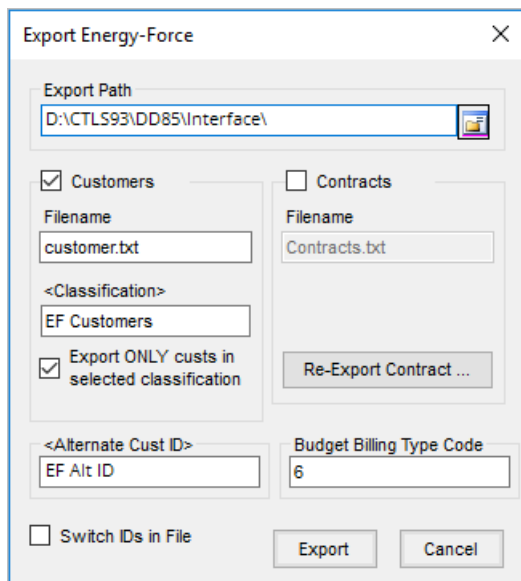 Export Energy-Force
Export Path
D:\CTLS93\DD85\Interface\
Customers
Filename
customer.txt
<Classification>
EF Customers
Export ONLY custs in
selected classification
Contracts
Filename
Contracts.txt
Re-Export Contract ...
<Alternate Cust ID>
EF Alt ID
Budget Billing Type Code
6
Switch IDs in File
Export
Cancel